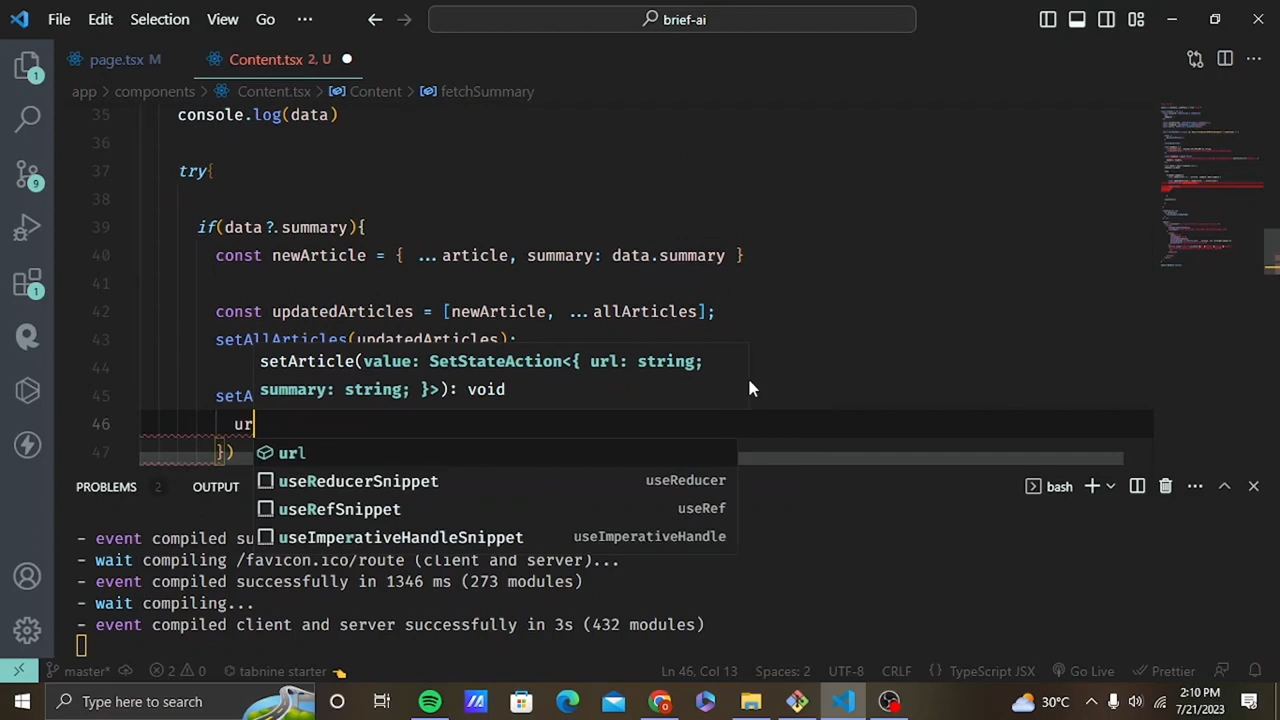 File Edit Selection View Go ... brief-ai
page.tsx M Content.tsx 2, U
app > components > Content.tsx > Content > fetchSummary
35 console.log(data)
36
37 try{
38
39 if(data?.summary){
40 const newArticle = { ...article, summary: data.summary }
41
42 const updatedArticles = [newArticle, ...allArticles];
43 setAllArticles(updatedArticles);
44
setArticle(value: SetStateAction<{ url: string;
summary: string; }>): void
45 setA
46 ur
47 })
url
useReducerSnippet useReducer
useRefSnippet useRef
useImperativeHandleSnippet useImperativeHandle
PROBLEMS 2 OUTPUT bash
- event compiled su
- wait compiling /favicon.ico/route (client and server)...
- event compiled successfully in 1346 ms (273 modules)
- wait compiling...
- event compiled client and server successfully in 3s (432 modules)
master* 2 0 tabnine starter Ln 46, Col 13 Spaces: 2 UTF-8 CRLF {} TypeScript JSX Go Live Prettier
Type here to search 30°C 2:10 PM
7/21/2023
1
9
1